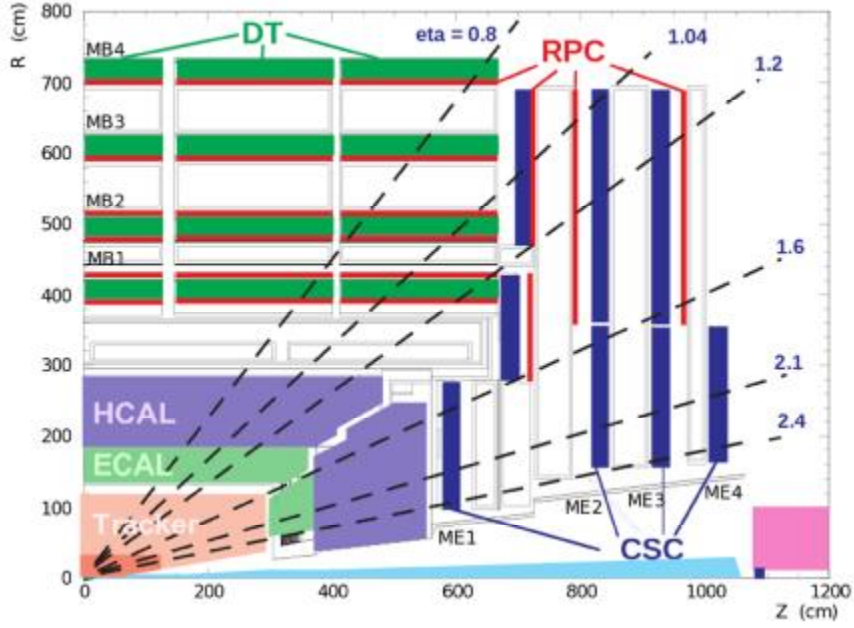 R (cm)
800
700
600
500
400
300
200
100
0
MB4
MB3
MB2
MB1
DT
eta = 0.8
RPC
1.04
1.2
1.6
2.1
2.4
HCAL
ECAL
Tracker
ME1
ME2
ME3
ME4
CSC
0
200
400
600
800
1000
1200
Z (cm)